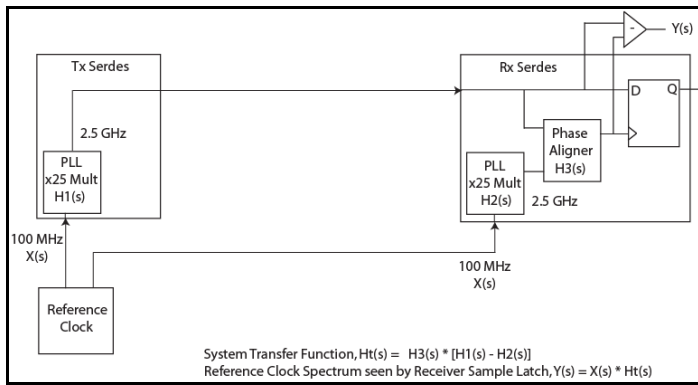 Y(s)
-
Tx Serdes
Rx Serdes
D
Q
2.5 GHz
Phase
Aligner
H3(s)
PLL
x25 Mult
H1(s)
PLL
x25 Mult
H2(s)
2.5 GHz
100 MHz
X(s)
100 MHz
X(s)
Reference
Clock
System Transfer Function, Ht(s) = H3(s) * [H1(s) - H2(s)]
Reference Clock Spectrum seen by Receiver Sample Latch, Y(s) = X(s) * Ht(s)